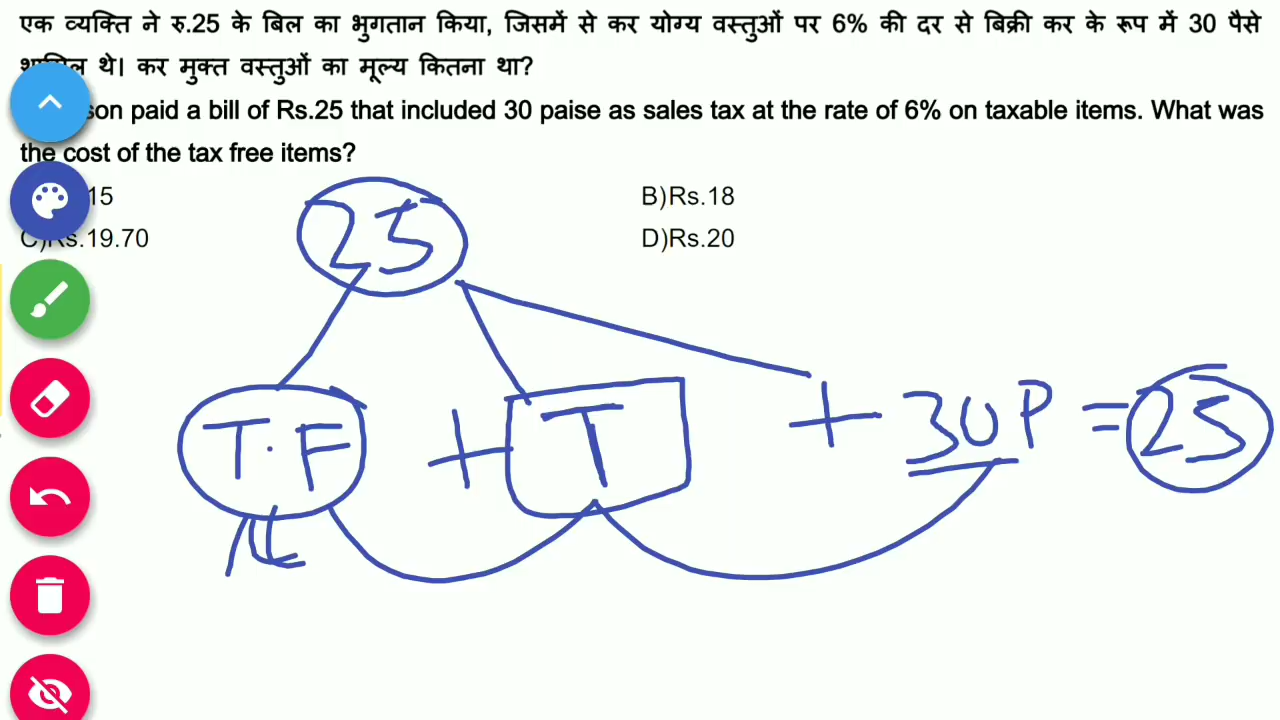 एक व्यक्ति ने रु.25 के बिल का भुगतान किया, जिसमें से कर योग्य वस्तुओं पर 6% की दर से बिक्री कर के रूप में 30 पैसे
थे। कर मुक्त वस्तुओं का मूल्य कितना था?
son paid a bill of Rs.25 that included 30 paise as sales tax at the rate of 6% on taxable items. What was
the cost of the tax free items?
15 B)Rs.18
C)Rs.19.70 D)Rs.20
25
T.F + T + 30P = 25